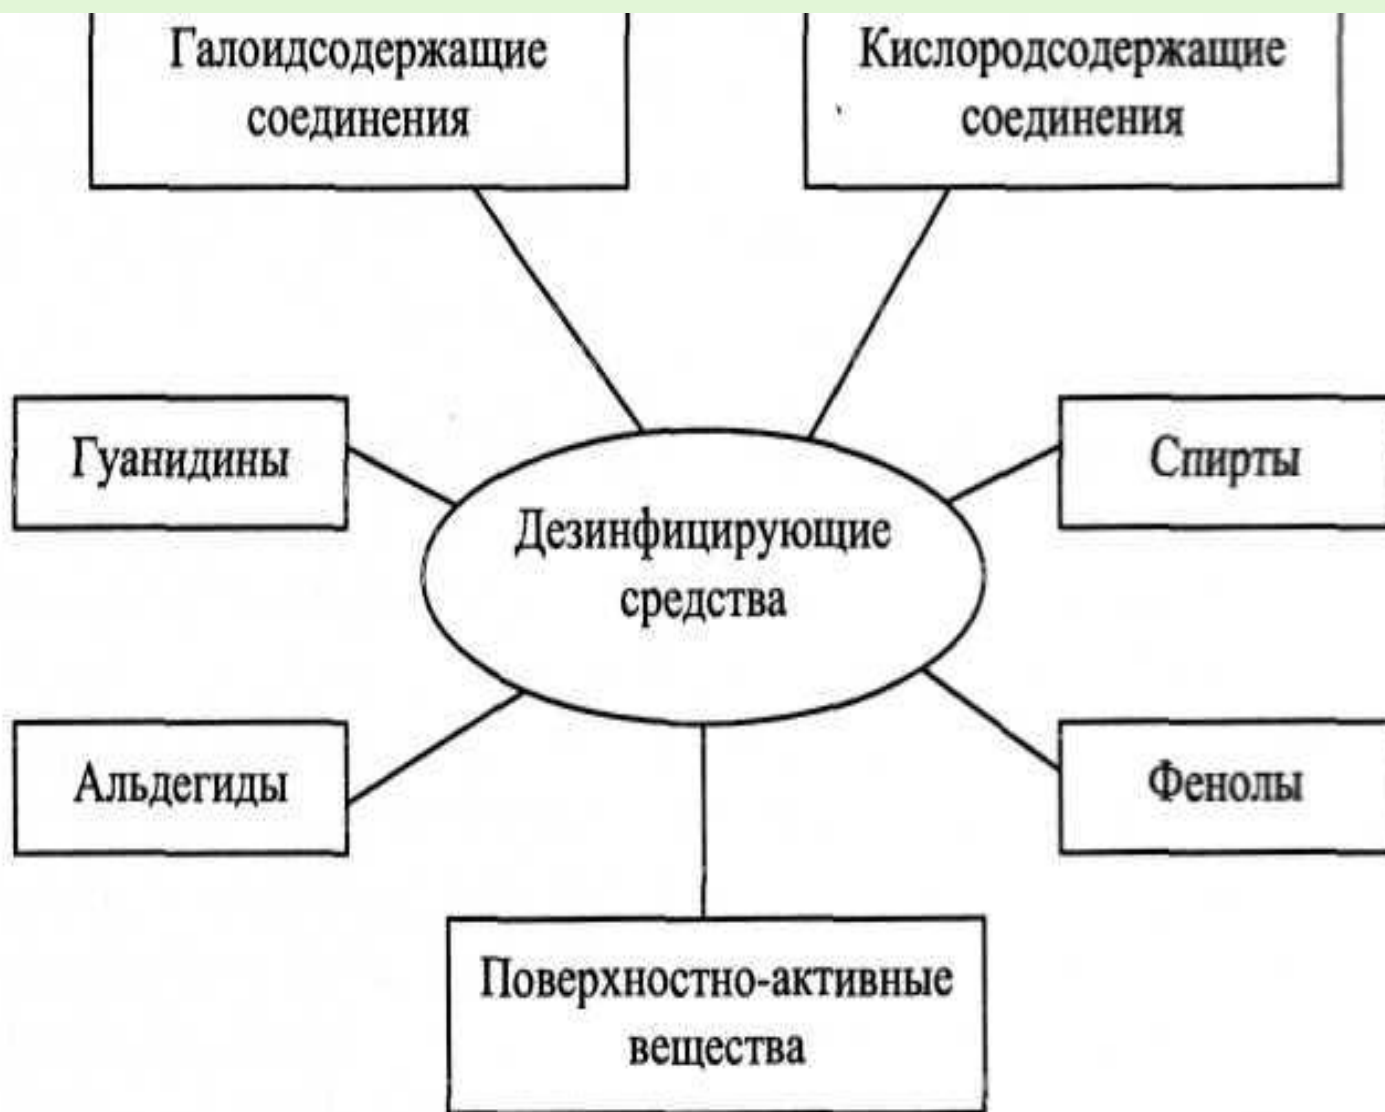 Галоидсодержащие
соединения
Кислородсодержащие
соединения
Гуанидины
Спирты
Дезинфицирующие
средства
Альдегиды
Фенолы
Поверхностно-активные
вещества